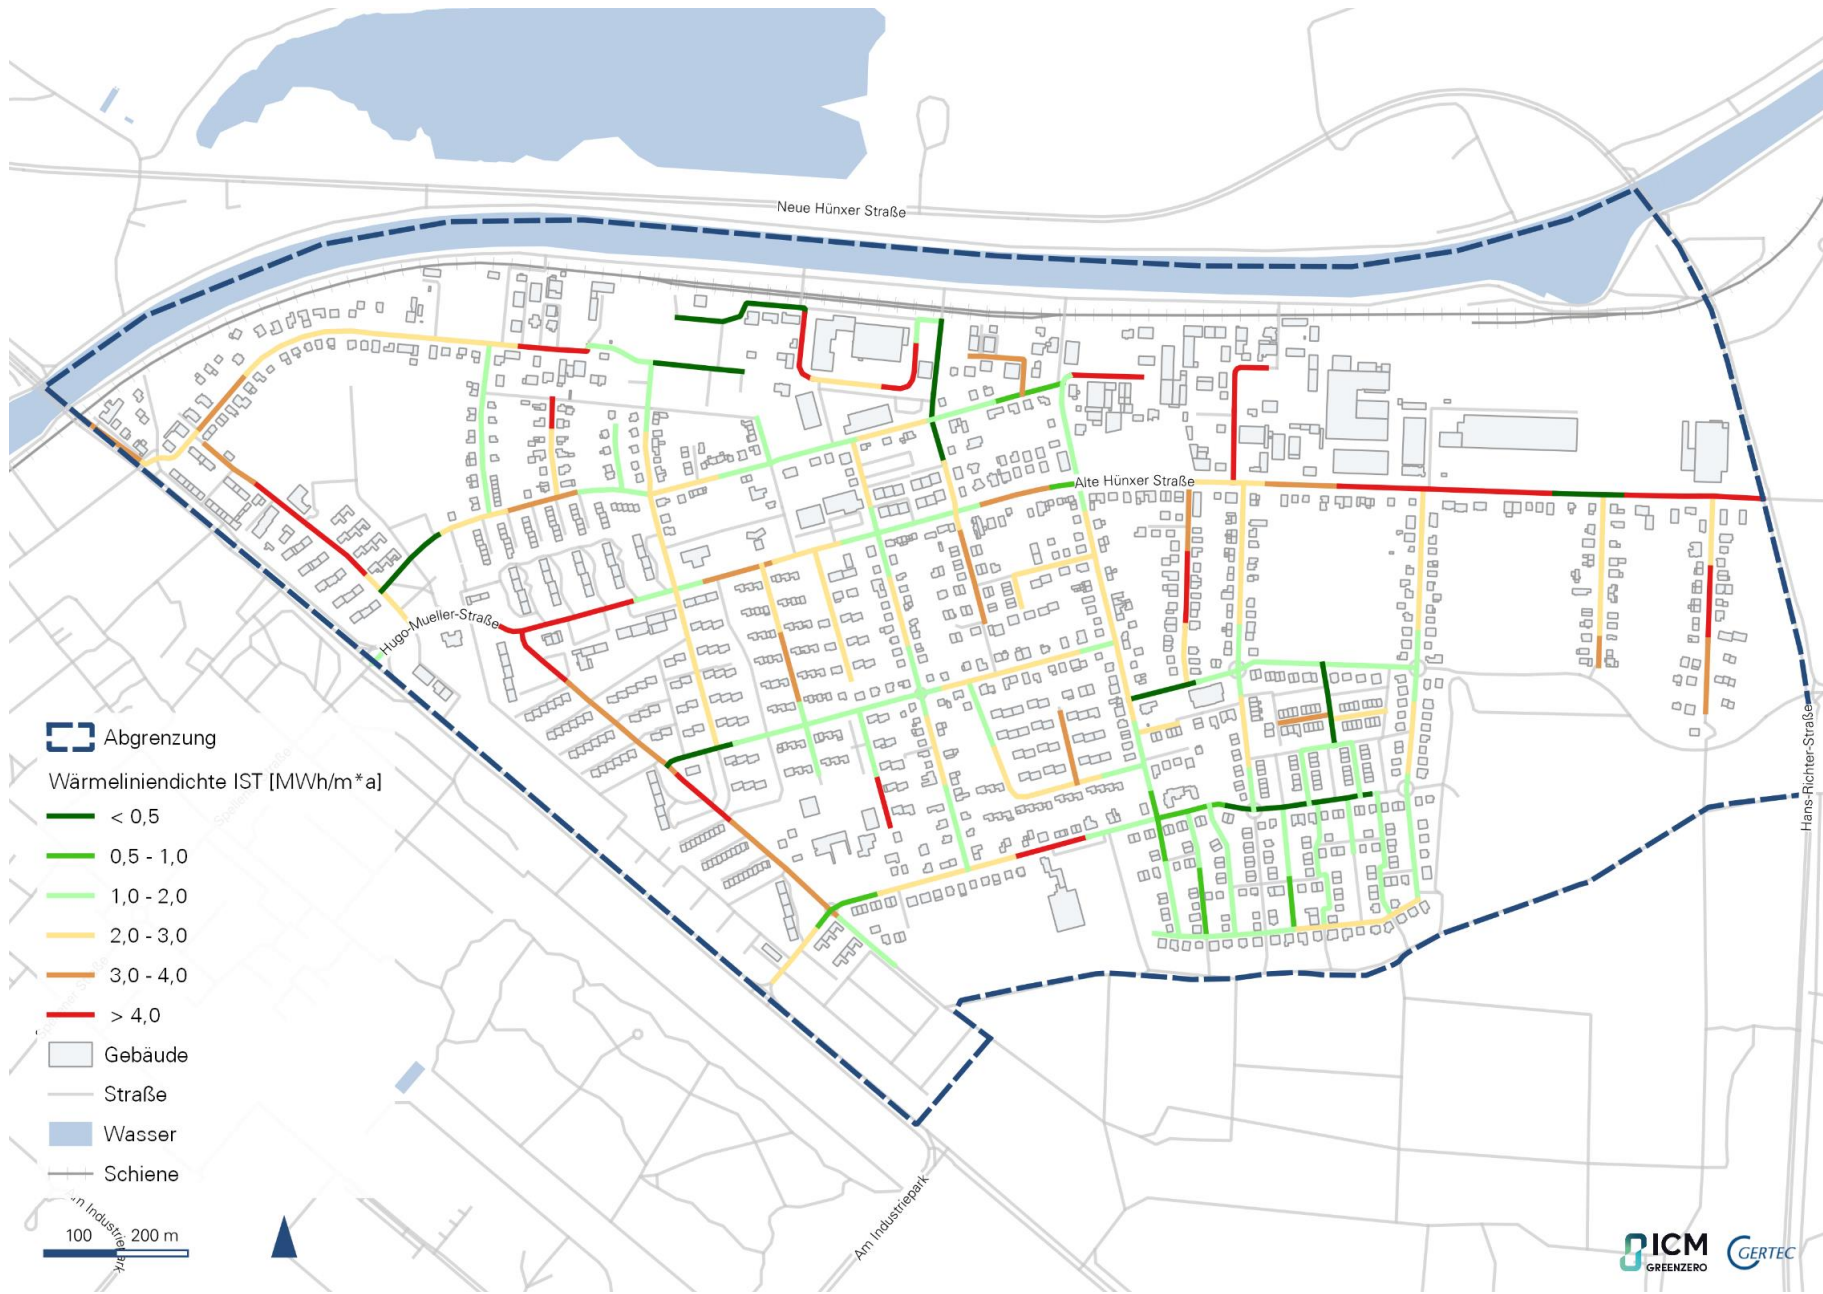 Neue Hünxer Straße
Alte Hünxer Straße
Hugo-Mueller-Straße
Hans-Richter-Straße
Abgrenzung
Wärmeliniendichte IST [MWh/m*a]
< 0,5
0,5 - 1,0
1,0 - 2,0
2,0 - 3,0
3,0 - 4,0
> 4,0
Gebäude
Straße
Wasser
Schiene
100 200 m
Am Industriepark
ICM
GREENZERO
GERTEC